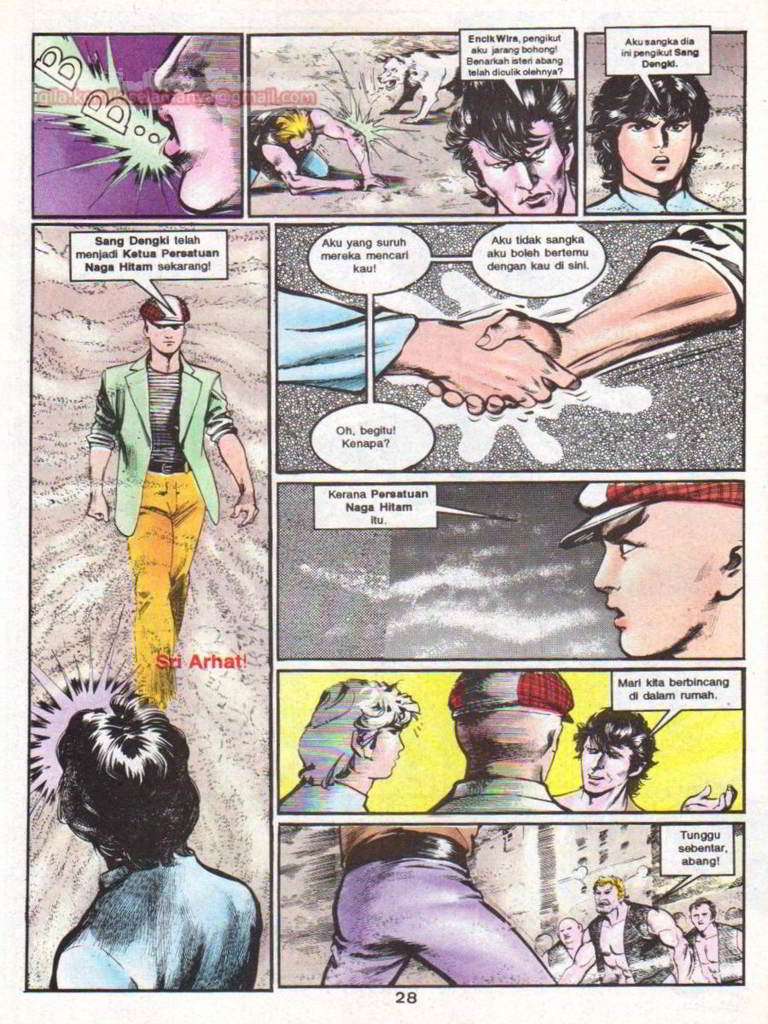 B
B
B..
Encik Wira, pengikut
aku jarang bohong!
Benarkah isteri abang
telah diculik olehnya?
Aku sangka dia
ini pengikut Sang
Dengki.
Sang Dengki telah
menjadi Ketua Persatuan
Naga Hitam sekarang!
Sri Arhat!
Aku yang suruh
mereka mencari
kau!
Aku tidak sangka
aku boleh bertemu
dengan kau di sini.
Oh, begitu!
Kenapa?
Kerana Persatuan
Naga Hitam
itu.
Mari kita berbincang
di dalam rumah.
Tunggu
sebentar,
abang!
28